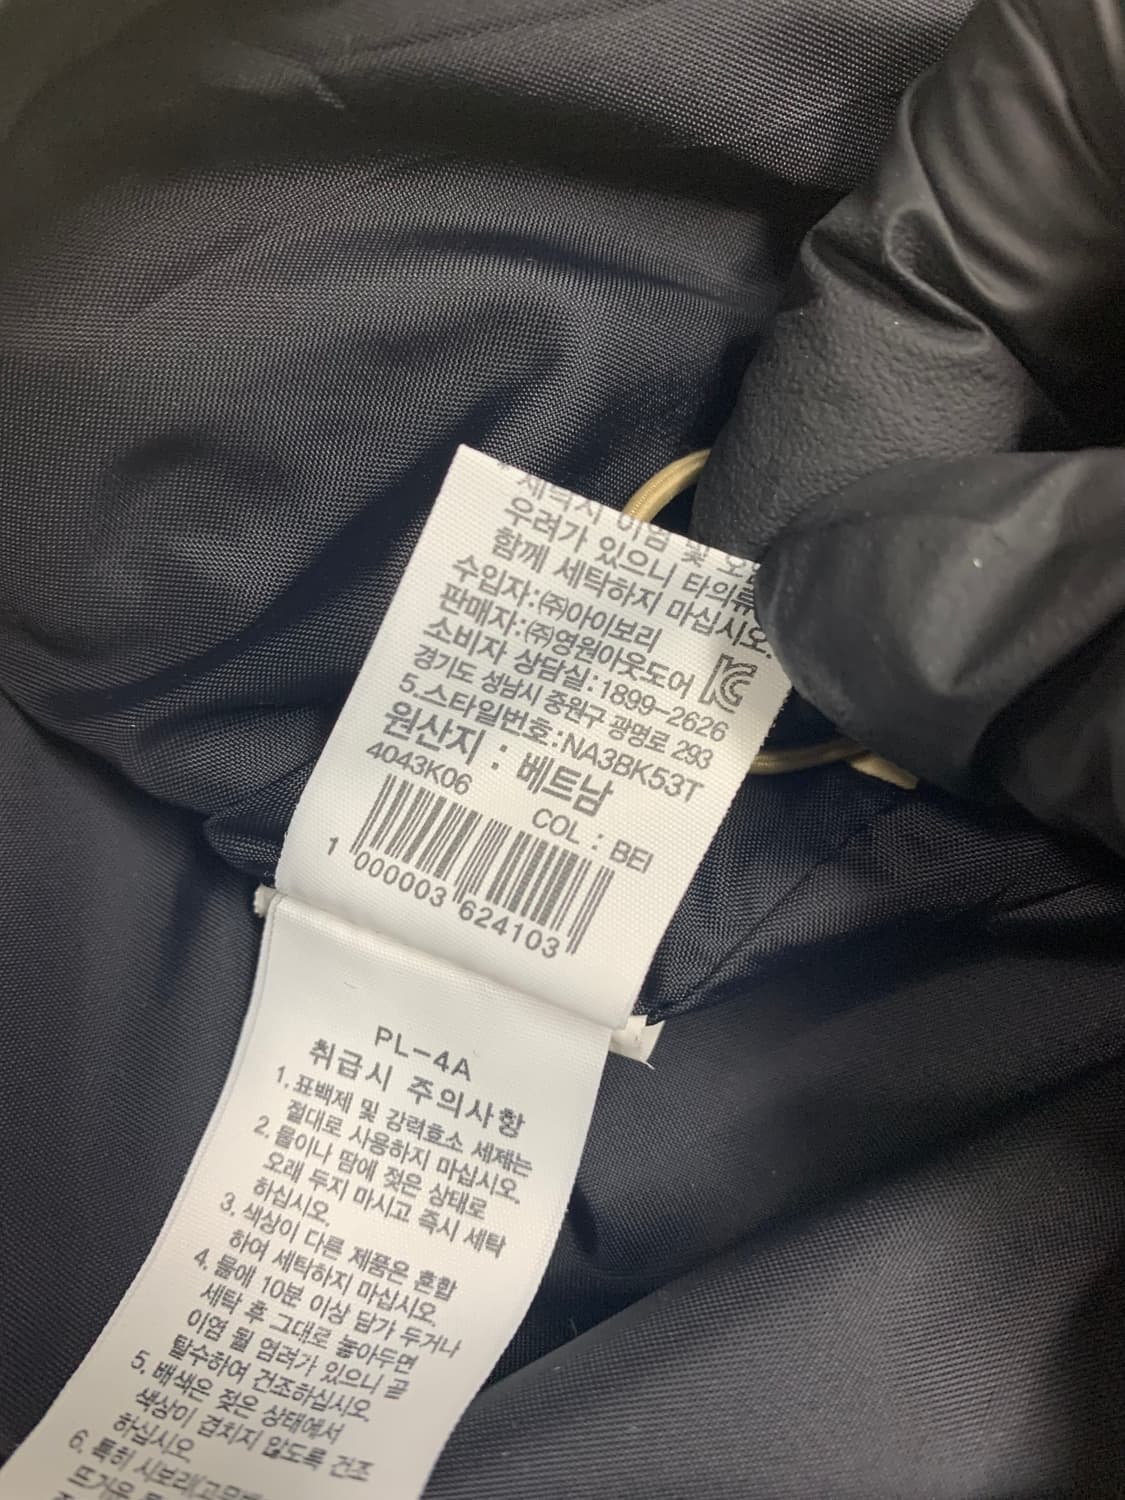 우려가 있으니 타의류
함께 세탁하지 마십시오.
수입자:㈜아이보리
판매자:㈜영원아웃도어
소비자 상담실:1899-2626
경기도 성남시 중원구 광명로 293
5.스타일번호:NA3BK53T
원산지 : 베트남
4043K06
COL : BEI
1 000003 624103
PL-4A
취급시 주의사항
1.표백제 및 강력효소 세제는
절대로 사용하지 마십시오.
2.물이나 땀에 젖은 상태로
오래 두지 마시고 즉시 세탁
하십시오.
3.색상이 다른 제품은 혼합
하여 세탁하지 마십시오.
4.물에 10분 이상 담가 두거나
세탁 후 그대로 놓아두면
이염 될 염려가 있으니 곧
탈수하여 건조하십시오.
5.배색은 젖은 상태에서
색상이 겹치지 않도록 건조
하십시오
6.특히 시보리(고무
뜨거운